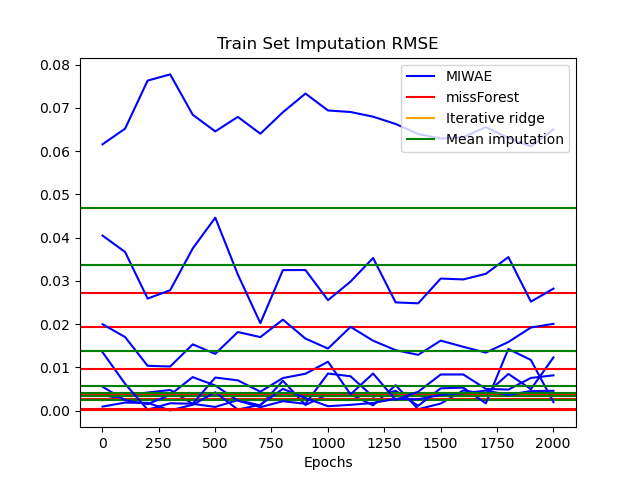 Train Set Imputation RMSE
0.08
0.07
0.06
0.05
0.04
0.03
0.02
0.01
0.00
MIWAE
missForest
Iterative ridge
Mean imputation
0 250 500 750 1000 1250 1500 1750 2000
Epochs